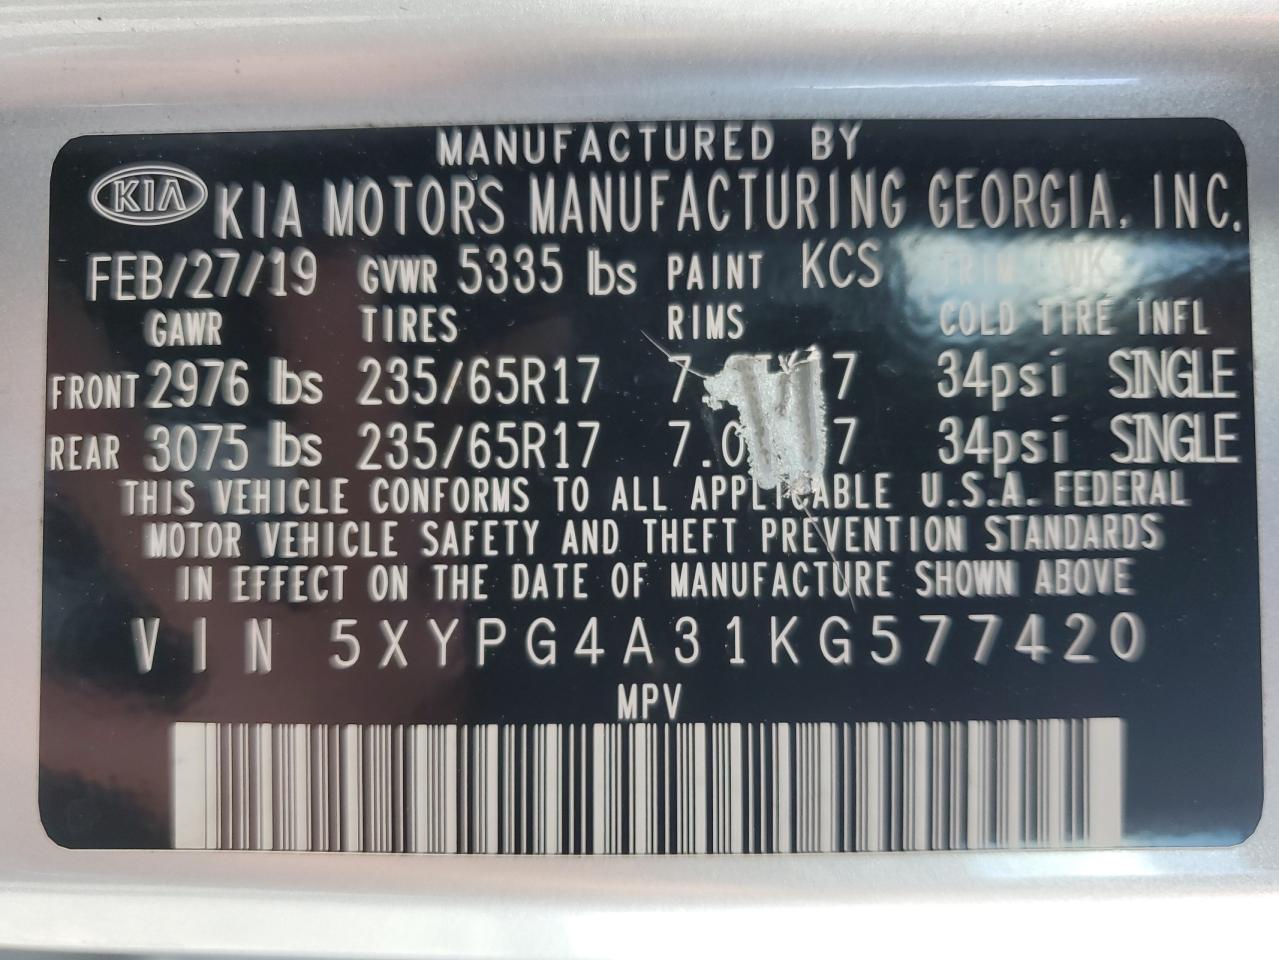 MANUFACTURED BY
KIA KIA MOTORS MANUFACTURING GEORGIA, INC.
FEB/27/19 GVWR 5335 lbs PAINT KCS TRIM WK
GAWR TIRES RIMS COLD TIRE INFL
FRONT 2976 lbs 235/65R17 34psi SINGLE
REAR 3075 lbs 235/65R17 34psi SINGLE
THIS VEHICLE CONFORMS TO ALL APPLICABLE U.S.A. FEDERAL
MOTOR VEHICLE SAFETY AND THEFT PREVENTION STANDARDS
IN EFFECT ON THE DATE OF MANUFACTURE SHOWN ABOVE
VIN 5XYPG4A31KG577420
MPV